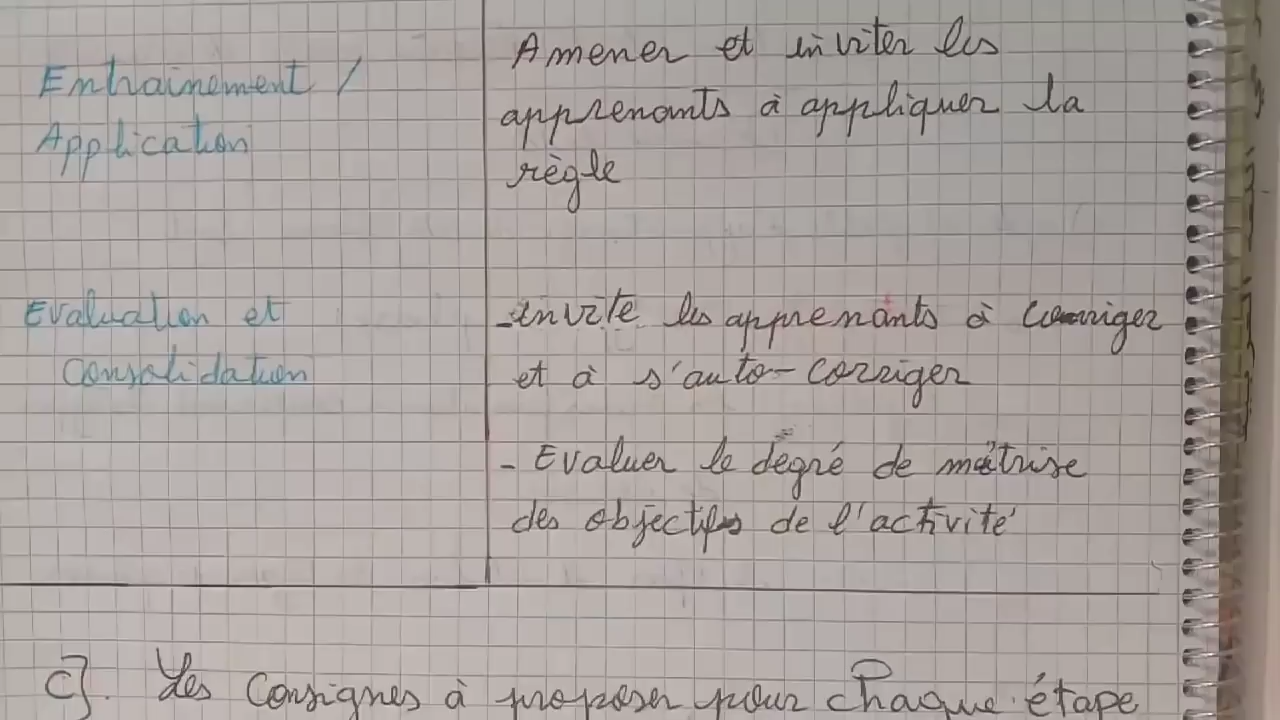 Entrainement /
Application
Amener et inviter les
apprenants à appliquer la
règle
Evaluation et
Consolidation
- invite les apprenants à corriger
et à s'auto-corriger
- Evaluer le dégré de maîtrise
des objectifs de l'activité
C]. Les Consignes à proposer pour chaque étape